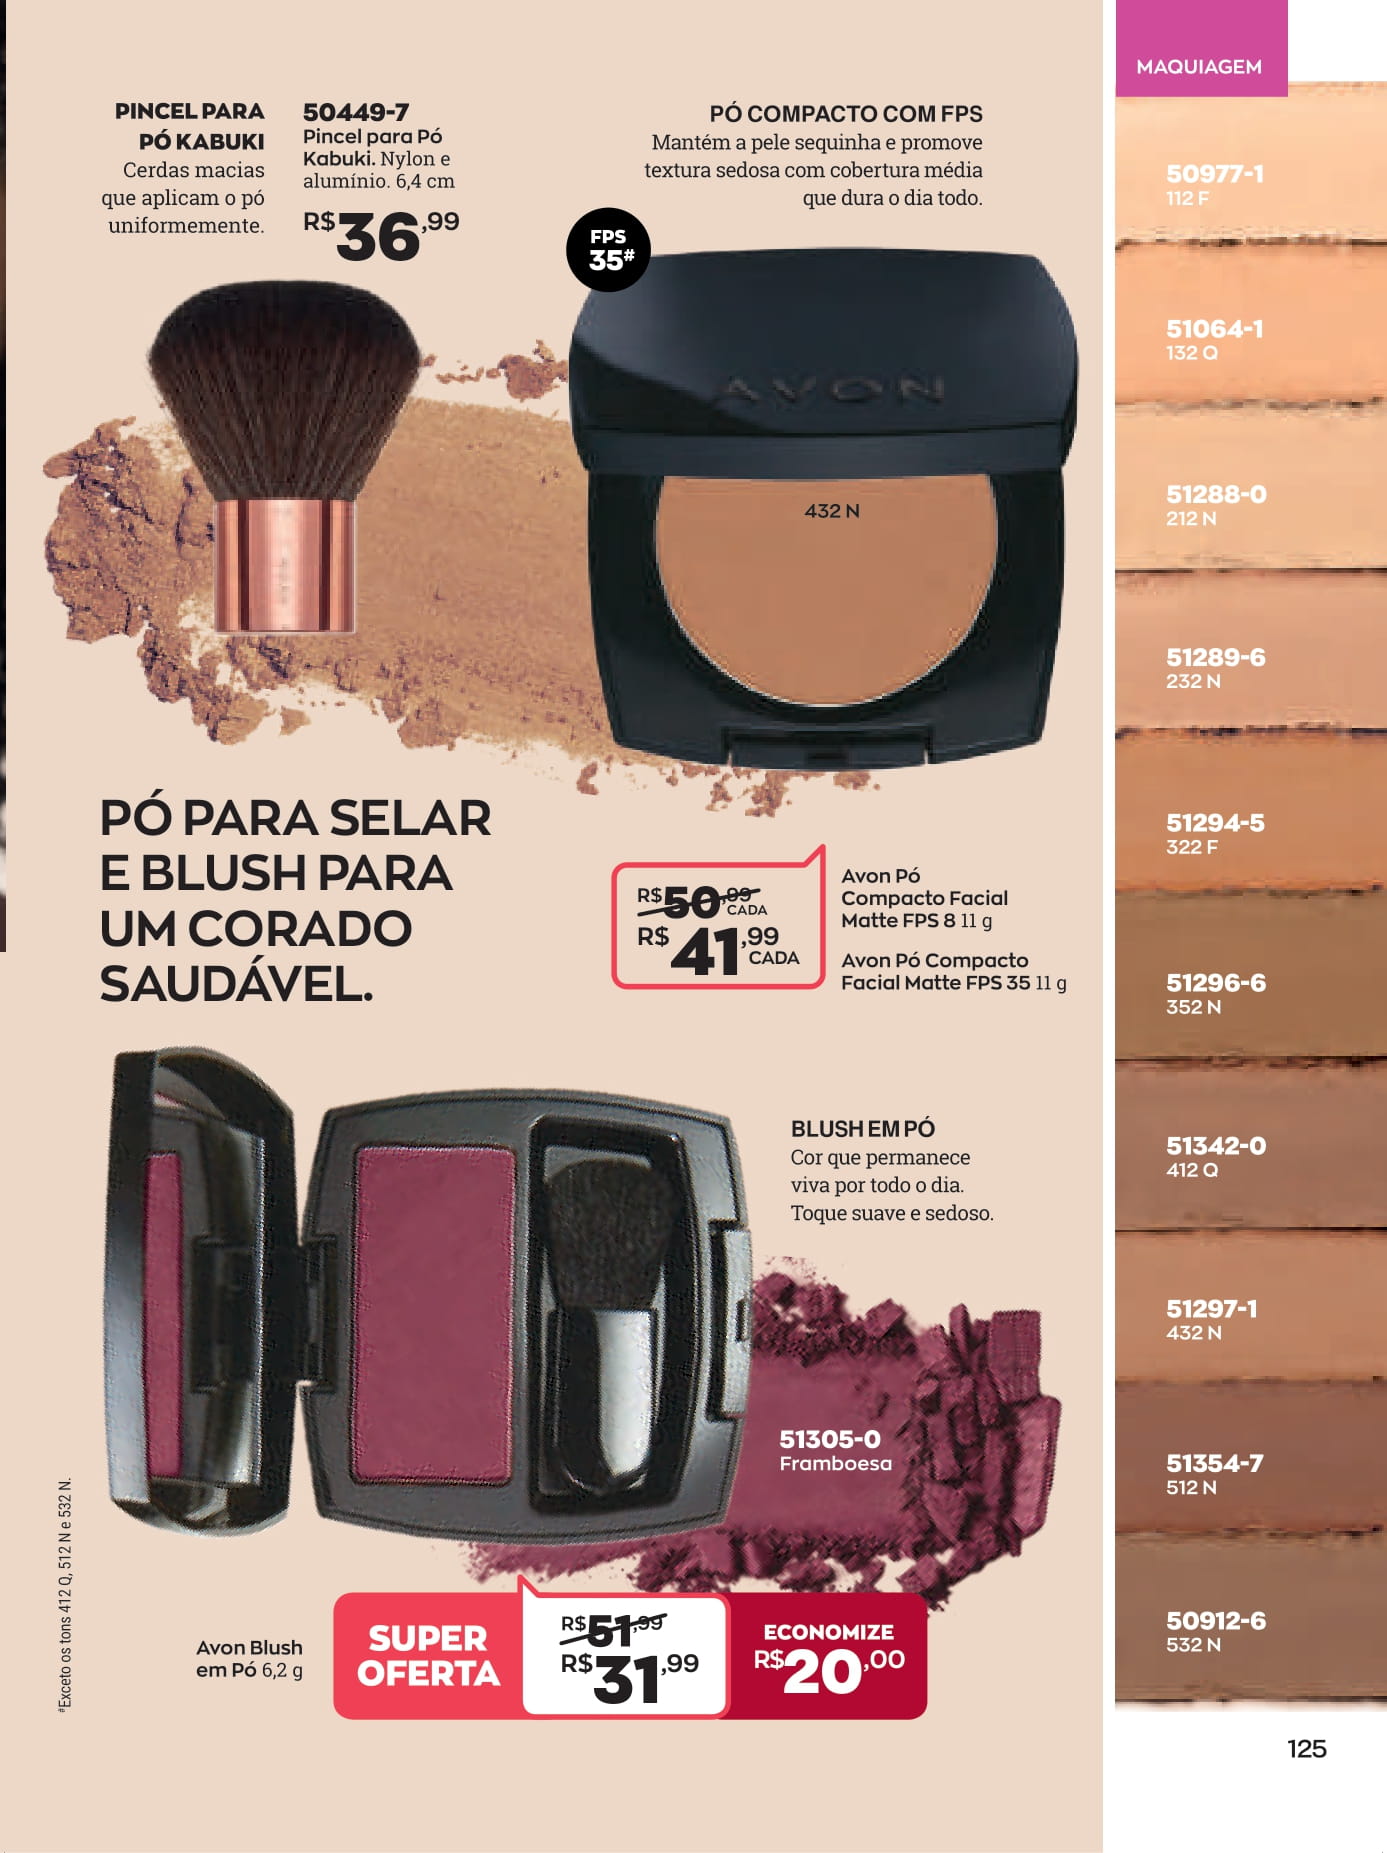 MAQUIAGEM
PINCEL PARA
PÓ KABUKI
Cerdas macias
que aplicam o pó
uniformemente.
50449-7
Pincel para Pó
Kabuki. Nylon e
alumínio. 6,4 cm
R$36,99
PÓ COMPACTO COM FPS
Mantém a pele sequinha e promove
textura sedosa com cobertura média
que dura o dia todo.
FPS
35#
AVON
432 N
PÓ PARA SELAR
E BLUSH PARA
UM CORADO
SAUDÁVEL.
R$50,99
CADA
R$41,99
CADA
Avon Pó
Compacto Facial
Matte FPS 8 11 g
Avon Pó Compacto
Facial Matte FPS 35 11 g
BLUSH EM PÓ
Cor que permanece
viva por todo o dia.
Toque suave e sedoso.
51305-0
Framboesa
Avon Blush
em Pó 6,2 g
SUPER
OFERTA
R$51,99
R$31,99
ECONOMIZE
R$20,00
#Exceto os tons 412 Q, 512 N e 532 N.
50977-1
112 F
51064-1
132 Q
51288-0
212 N
51289-6
232 N
51294-5
322 F
51296-6
352 N
51342-0
412 Q
51297-1
432 N
51354-7
512 N
50912-6
532 N
125